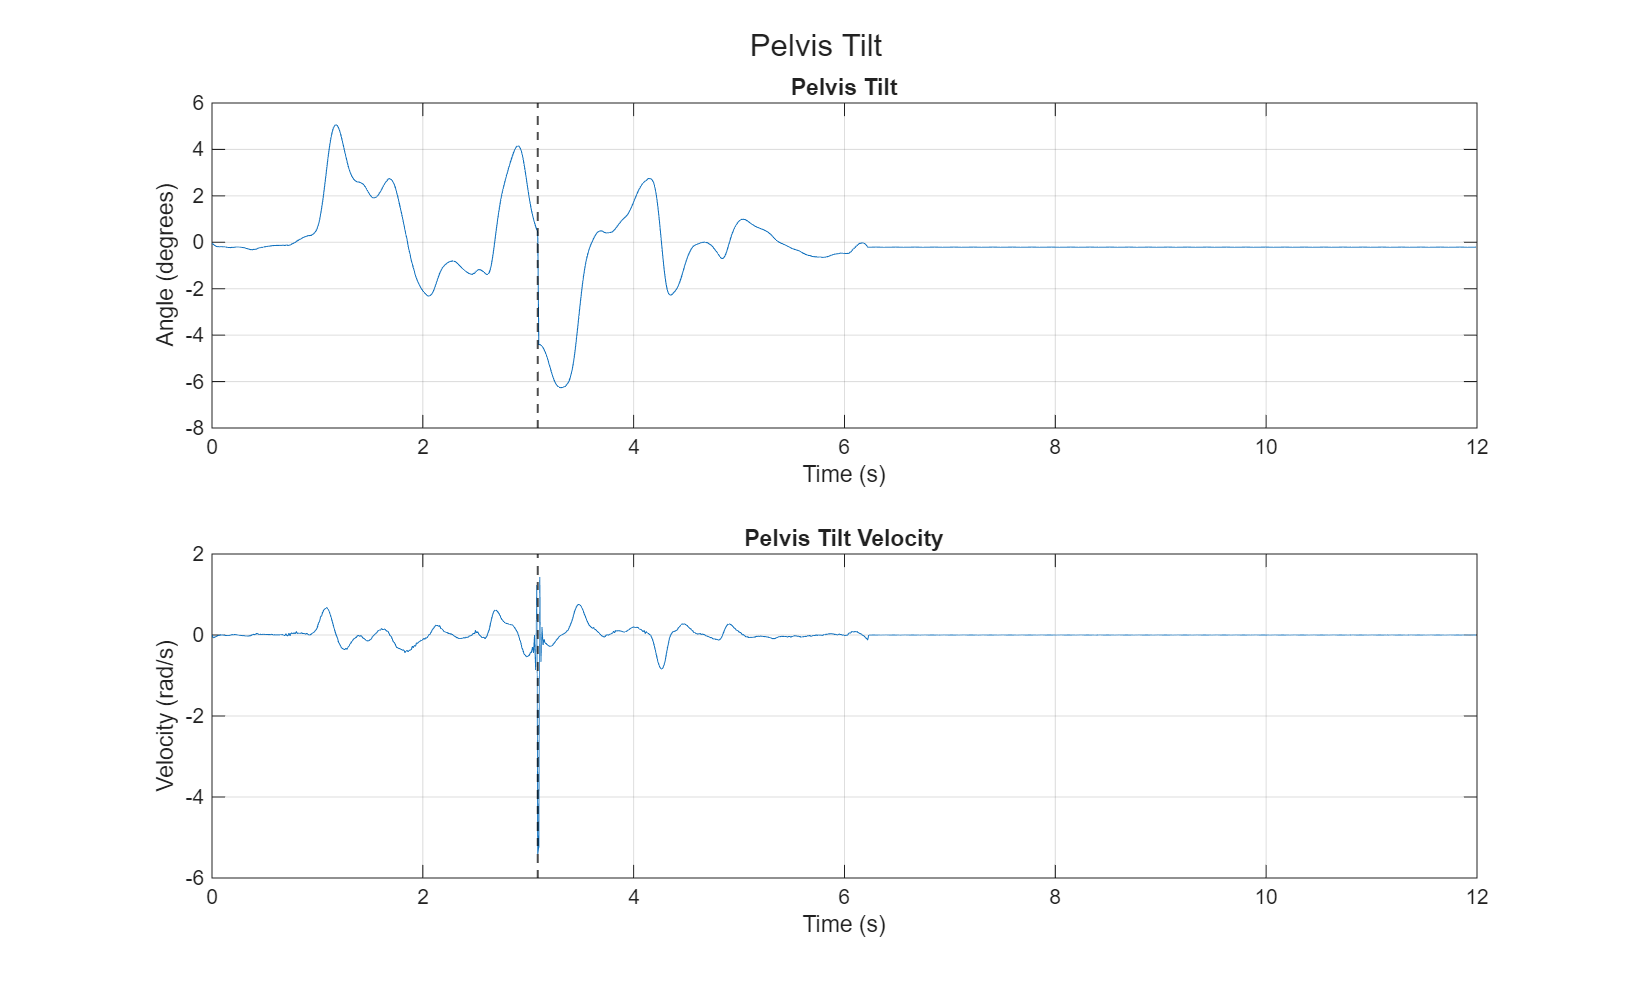 Pelvis Tilt
Pelvis Tilt
6
4
2
0
-2
-4
-6
-8
Angle (degrees)
0 2 4 6 8 10 12
Time (s)
Pelvis Tilt Velocity
2
0
-2
-4
-6
Velocity (rad/s)
0 2 4 6 8 10 12
Time (s)